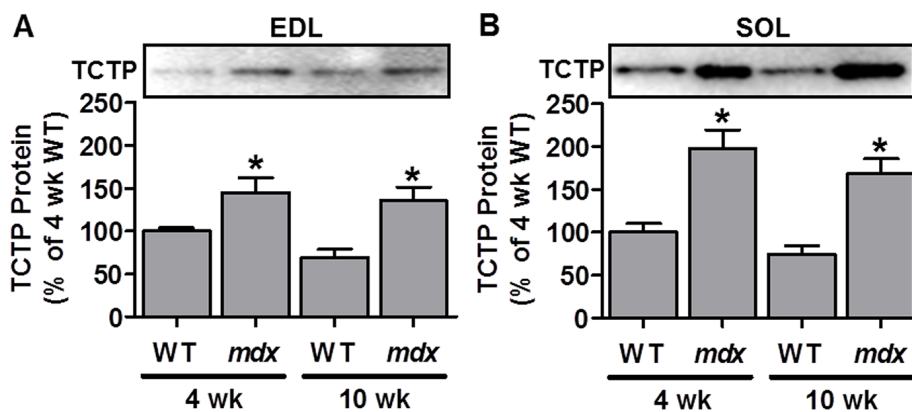 A
EDL
TCTP
TCTP Protein
(% of 4 wk WT)
250
200
150
100
50
0
*
*
WT
mdx
WT
mdx
4 wk
10 wk
B
SOL
TCTP
TCTP Protein
(% of 4 wk WT)
250
200
150
100
50
0
*
*
WT
mdx
WT
mdx
4 wk
10 wk